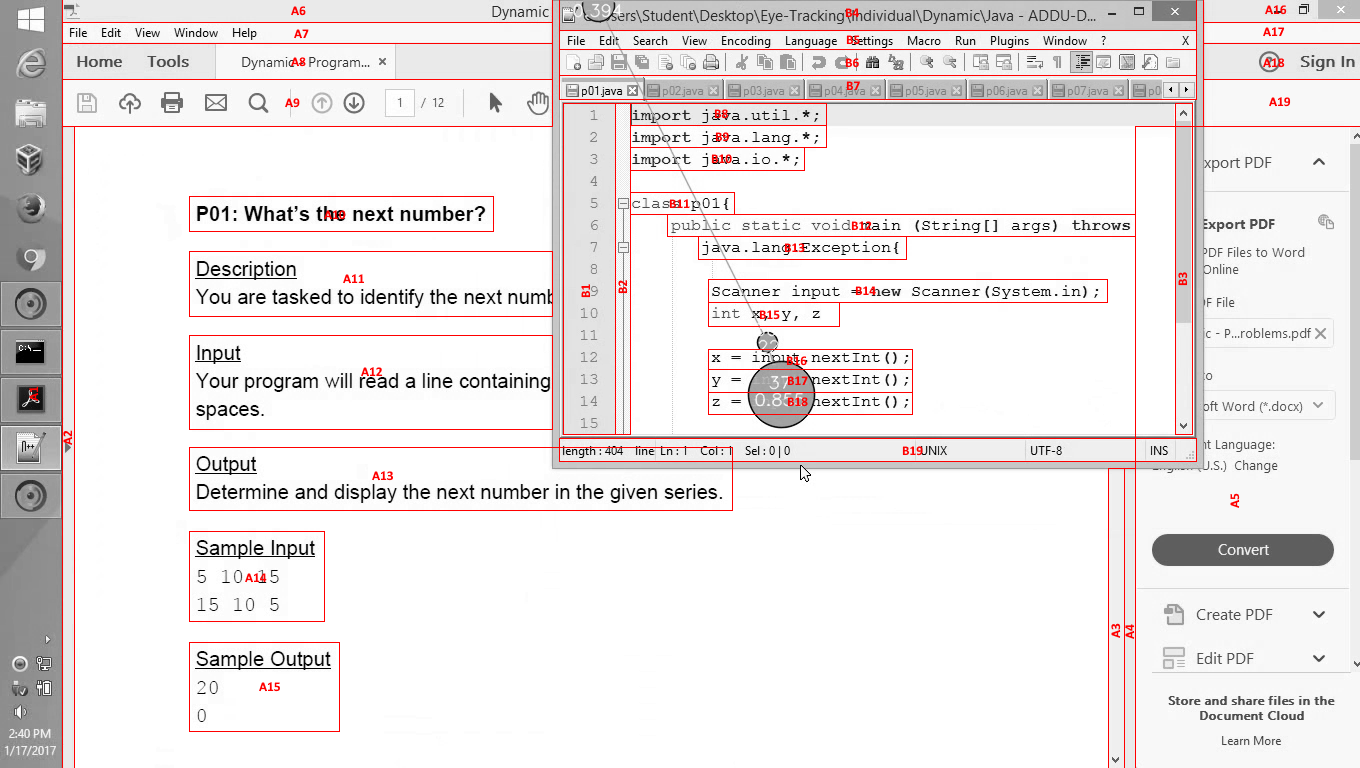 A6
Dynamic
File Edit View Window Help
A7
Home Tools
Dynamic - Program... ×
A8
A9
1 / 12
P01: What's the next number?
A10
Description
A11
You are tasked to identify the next
Input
A12
Your program will read a line containing
spaces.
Output
A13
Determine and display the next number in the given series.
Sample Input
5 10 15
A14
15 10 5
Sample Output
20
A15
0
A2
A3
A4
2:40 PM
1/17/2017
0.394
\Student\Desktop\Eye-Tracking\Individual\Dynamic\Java - ADDU-D...
B4
File Edit Search View Encoding Language Settings Macro Run Plugins Window ? X
B5
B6
p01.java p02.java p03.java p04.java p05.java p06.java p07.java p0
B7
1 import java.util.*;
B8
2 import java.lang.*;
B9
3 import java.io.*;
B10
4
5 class p01{
B11
6 public static void main (String[] args) throws
B12
7 java.lang.Exception{
B13
8
9 Scanner input = new Scanner(System.in);
B14
10 int x, y, z
B15
11
12 x = input.nextInt();
B16
13 y = nextInt();
37
B17
14 z = nextInt();
B18
15
B1
B2
B3
length : 404 line Ln : 1 Col : 1 Sel : 0 | 0 UNIX UTF-8 INS
B19
A16
A17
A18
Sign In
A19
Export PDF
Export PDF
PDF Files to Word
Online
File
- P...roblems.pdf
Word (*.docx)
Language:
English (U.S.) Change
A5
Convert
Create PDF
Edit PDF
Store and share files in the
Document Cloud
Learn More